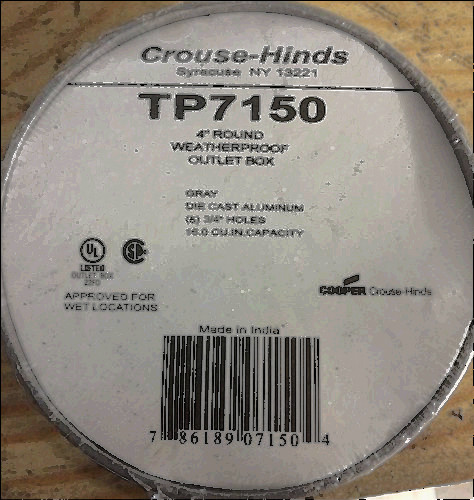 Crouse-Hinds
Syracuse NY 13221
TP7150
4" ROUND
WEATHERPROOF
OUTLET BOX
GRAY
DIE CAST ALUMINUM
(5) 3/4" HOLES
16.0 CU.IN.CAPACITY
UL
LISTED
OUTLET BOX
APPROVED FOR
WET LOCATIONS
COOPER Crouse-Hinds
Made in India
7 86189 07150 4